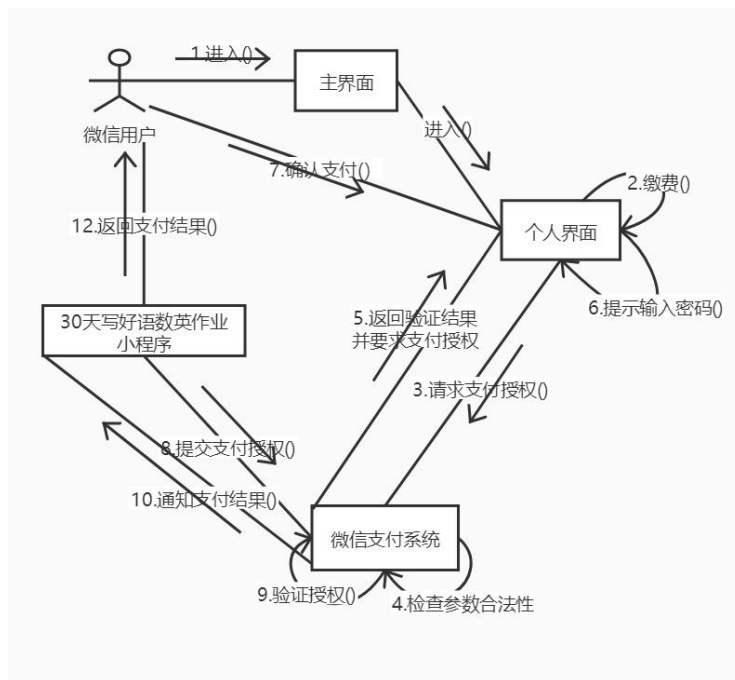 1.进入()
主界面
微信用户
进入()
7.确认支付()
2.缴费()
12.返回支付结果()
个人界面
30天写好语数英作业
小程序
5.返回验证结果
并要求支付授权
6.提示输入密码()
3.请求支付授权()
8.提交支付授权()
10.通知支付结果()
微信支付系统
9.验证授权()
4.检查参数合法性